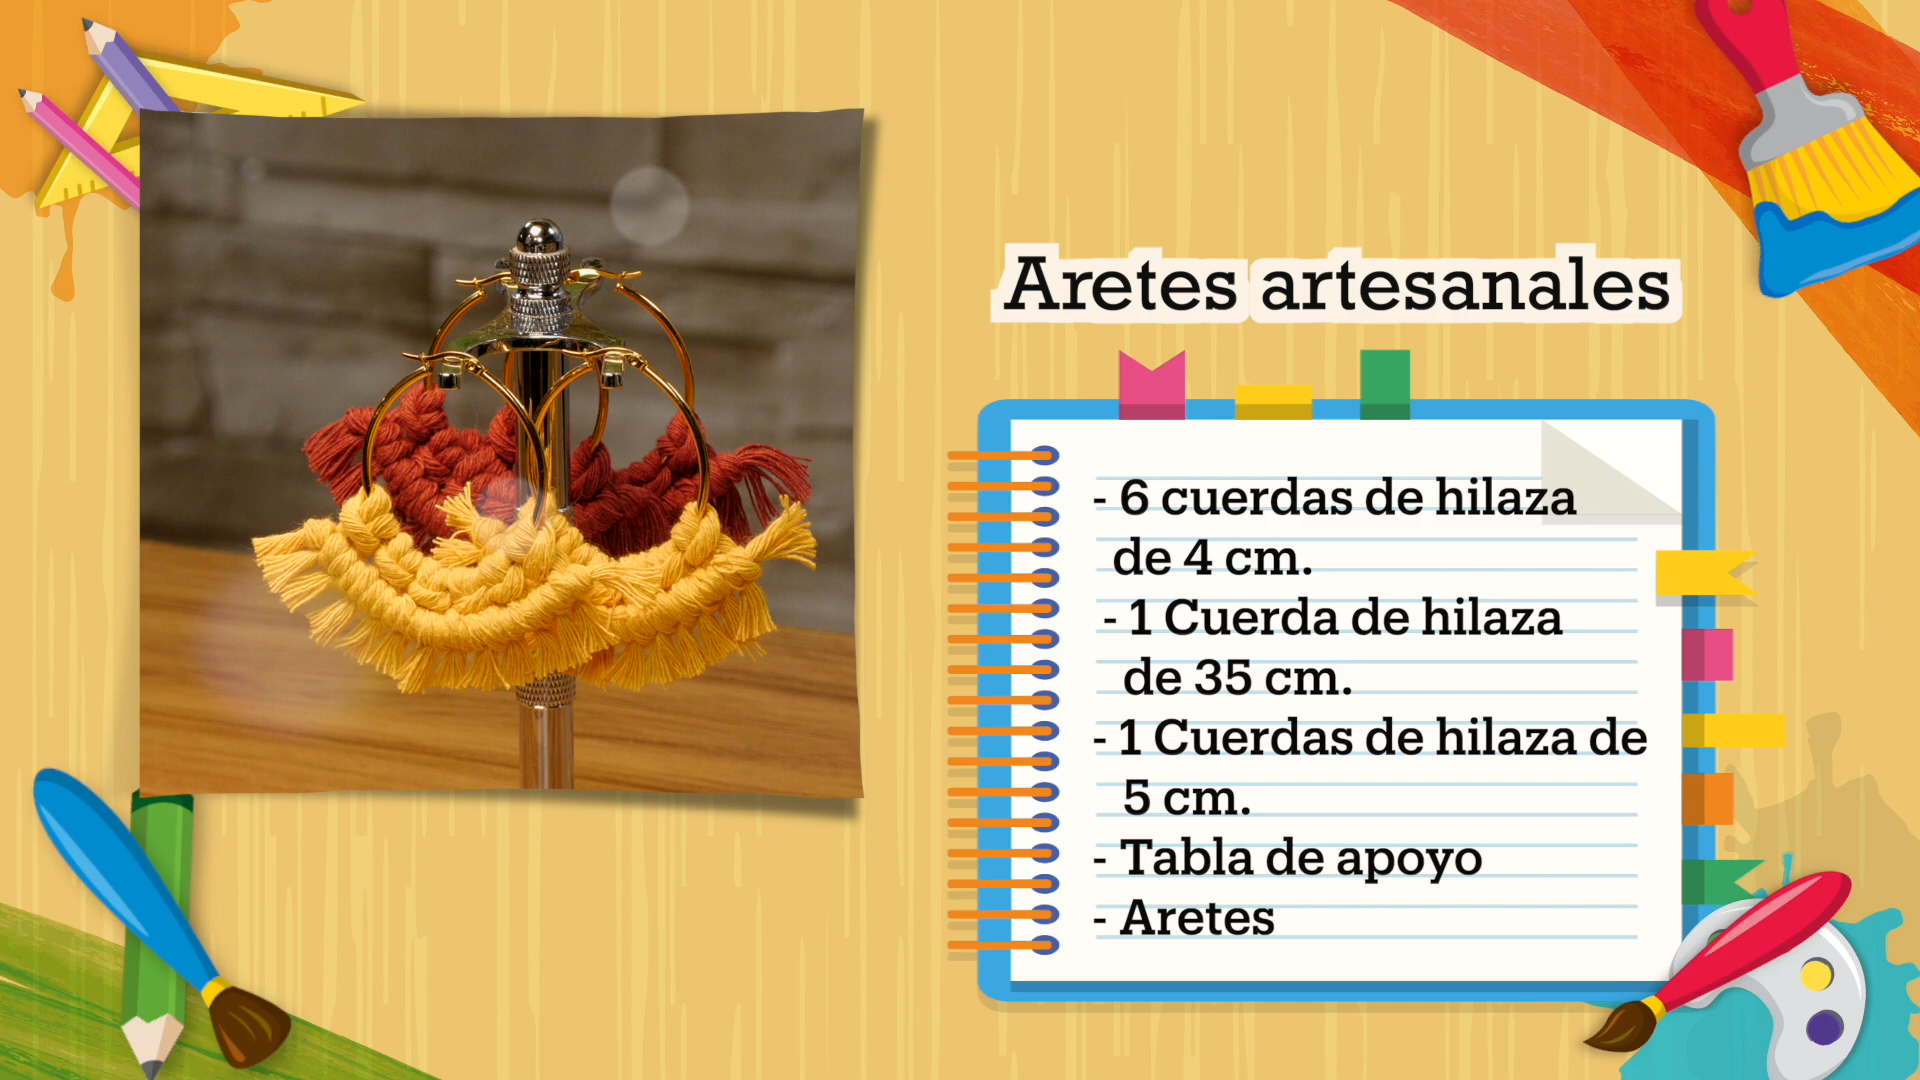 Aretes artesanales
- 6 cuerdas de hilaza
de 4 cm.
- 1 Cuerda de hilaza
de 35 cm.
- 1 Cuerdas de hilaza de
5 cm.
- Tabla de apoyo
- Aretes